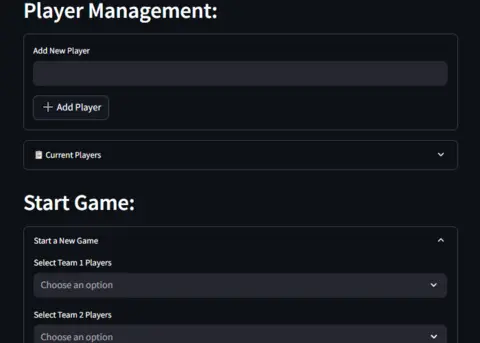 Player Management:
Add New Player
Add Player
Current Players
Start Game:
Start a New Game
Select Team 1 Players
Choose an option
Select Team 2 Players
Choose an option